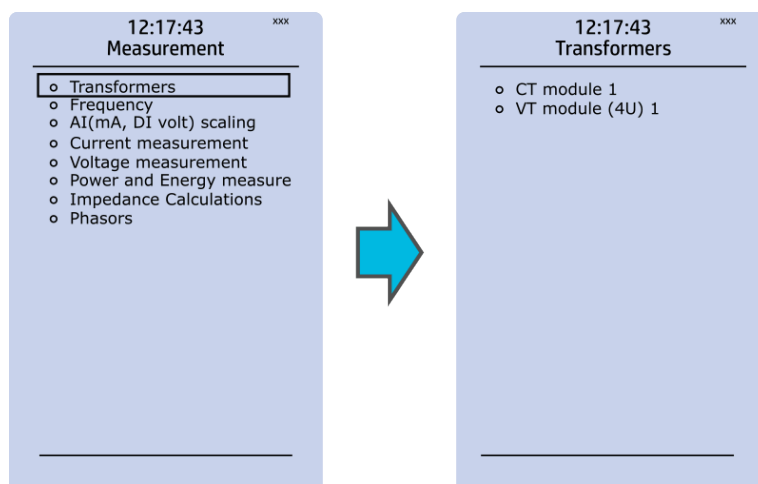 12:17:43 xxx
Measurement
Transformers
Frequency
AI(mA, DI volt) scaling
Current measurement
Voltage measurement
Power and Energy measure
Impedance Calculations
Phasors
12:17:43 xxx
Transformers
CT module 1
VT module (4U) 1